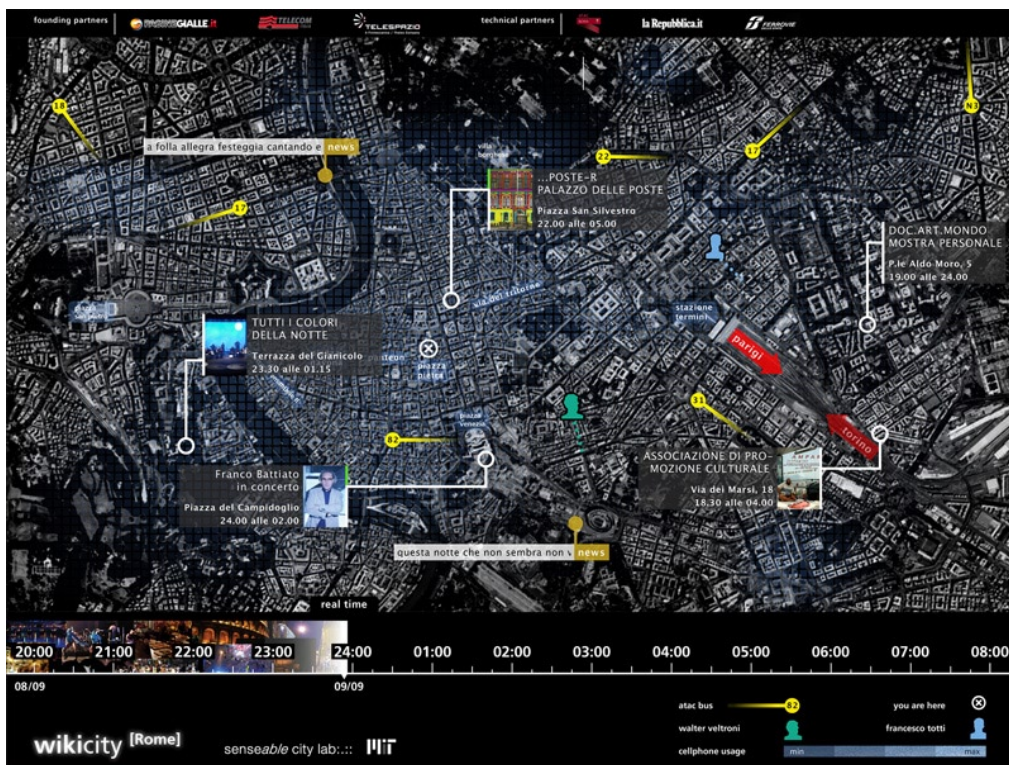 founding partners
PAGINEGIALLE.it
TELECOM
TELESPAZIO
technical partners
la Repubblica.it
FERROVIE
18
N3
a folla allegra festeggia cantando e
news
villa
22
17
...POSTE-R
PALAZZO DELLE POSTE
Piazza San Silvestro
22.00 alle 05.00
17
DOC.ART.MONDO
MOSTRA PERSONALE
P.le Aldo Moro, 5
19.00 alle 24.00
via del tritone
stazione
termini
TUTTI I COLORI
DELLA NOTTE
Terrazza del Gianicolo
23.30 alle 01.15
pantheon
piazza
pietra
parigi
31
torino
piazza
venezia
82
ASSOCIAZIONE DI PRO-
MOZIONE CULTURALE
Via dei Marsi, 18
18.30 alle 04.00
Franco Battiato
in concerto
Piazza del Campidoglio
24.00 alle 02.00
questa notte che non sembra non v
news
real time
20:00 21:00 22:00 23:00 24:00 01:00 02:00 03:00 04:00 05:00 06:00 07:00 08:00
08/09
09/09
atac bus
82
you are here
walter veltroni
francesco totti
cellphone usage
min
max
wikicity [Rome]
senseable city lab:.::
MIT